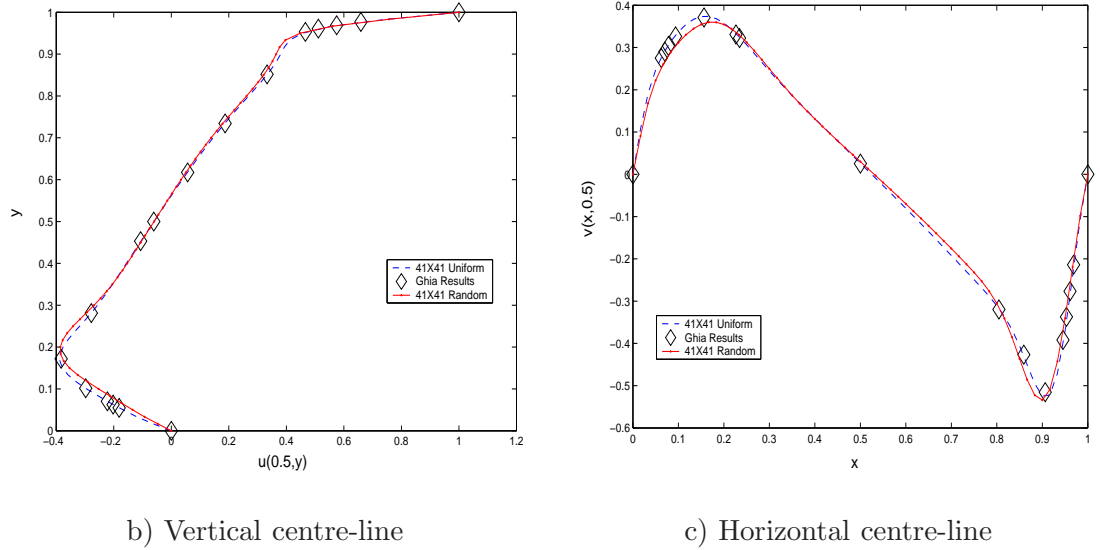 1
0.9
0.8
0.7
0.6
0.5
0.4
0.3
0.2
0.1
0
y
−0.4 −0.2 0 0.2 0.4 0.6 0.8 1 1.2
u(0.5,y)
41X41 Uniform
Ghia Results
41X41 Random
b) Vertical centre-line
0.4
0.3
0.2
0.1
0
−0.1
−0.2
−0.3
−0.4
−0.5
−0.6
v(x,0.5)
0 0.1 0.2 0.3 0.4 0.5 0.6 0.7 0.8 0.9 1
x
41X41 Uniform
Ghia Results
41X41 Random
c) Horizontal centre-line